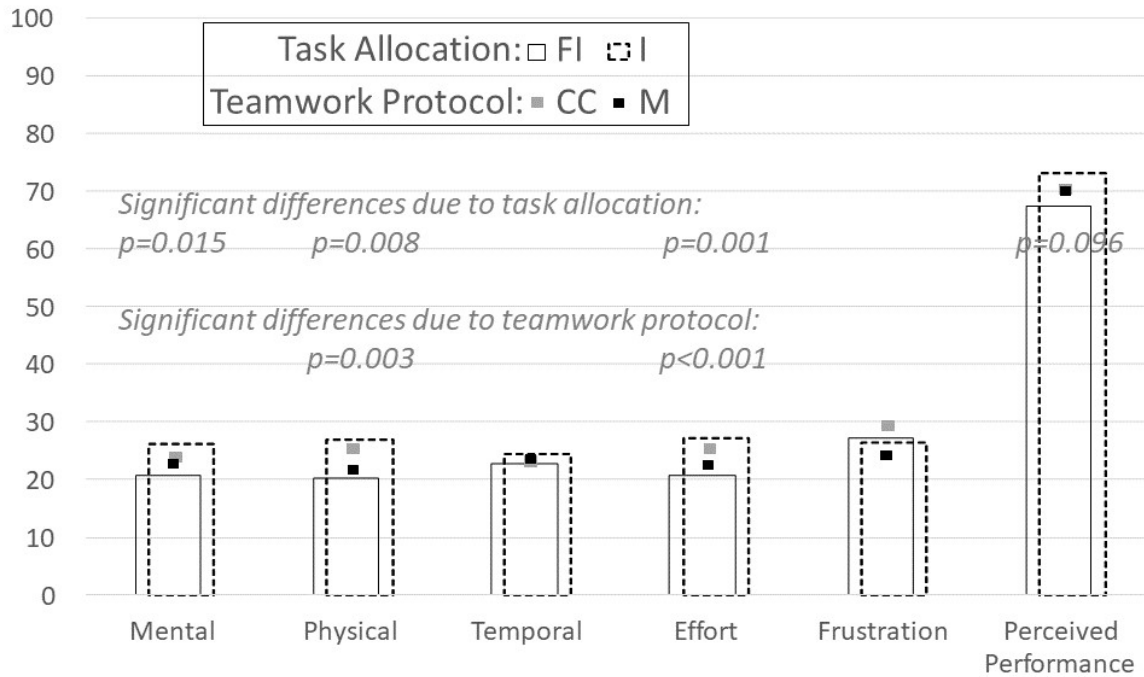 100
90
80
70
60
50
40
30
20
10
0
Task Allocation: FI I
Teamwork Protocol: CC M
Significant differences due to task allocation:
p=0.015 p=0.008 p=0.001 p=0.096
Significant differences due to teamwork protocol:
p=0.003 p<0.001
Mental Physical Temporal Effort Frustration Perceived
Performance